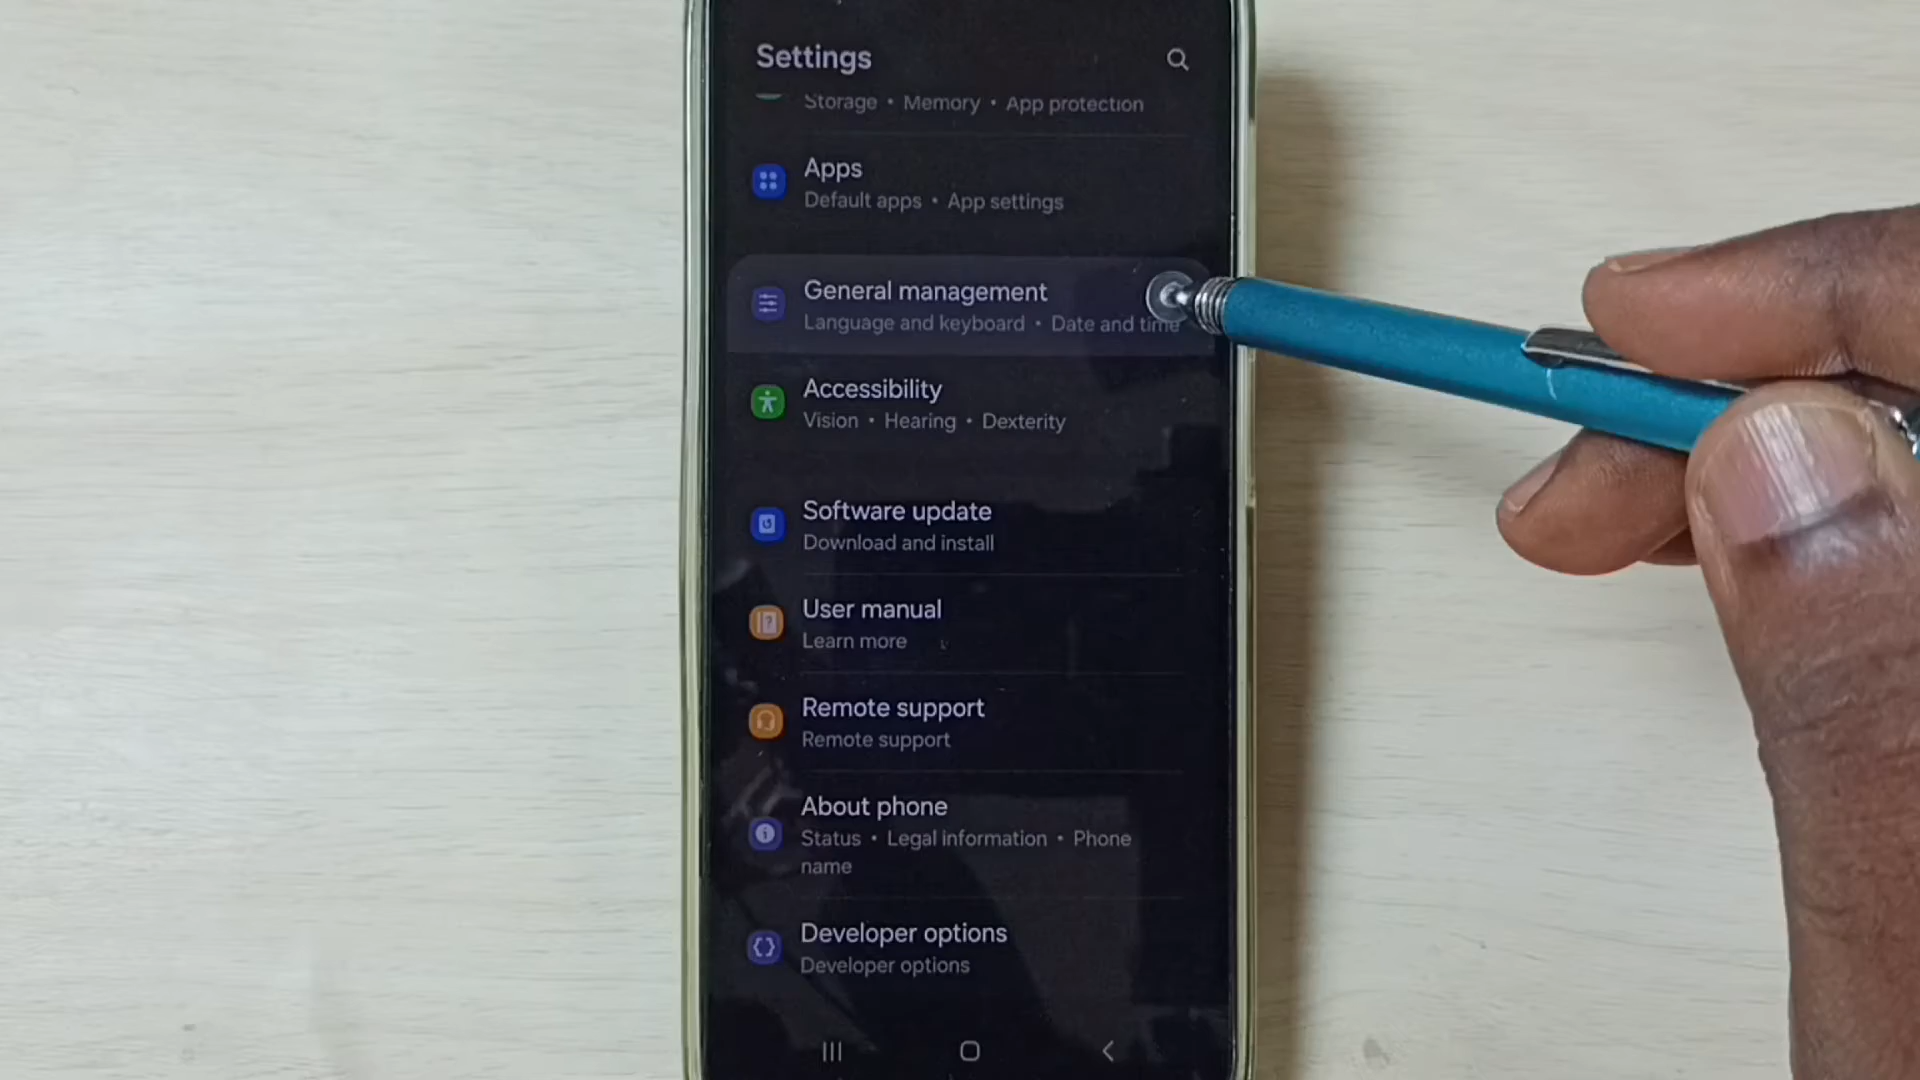 Settings
Storage • Memory • App protection
Apps
Default apps • App settings
General management
Language and keyboard • Date and time
Accessibility
Vision • Hearing • Dexterity
Software update
Download and install
User manual
Learn more
Remote support
Remote support
About phone
Status • Legal information • Phone
name
Developer options
Developer options